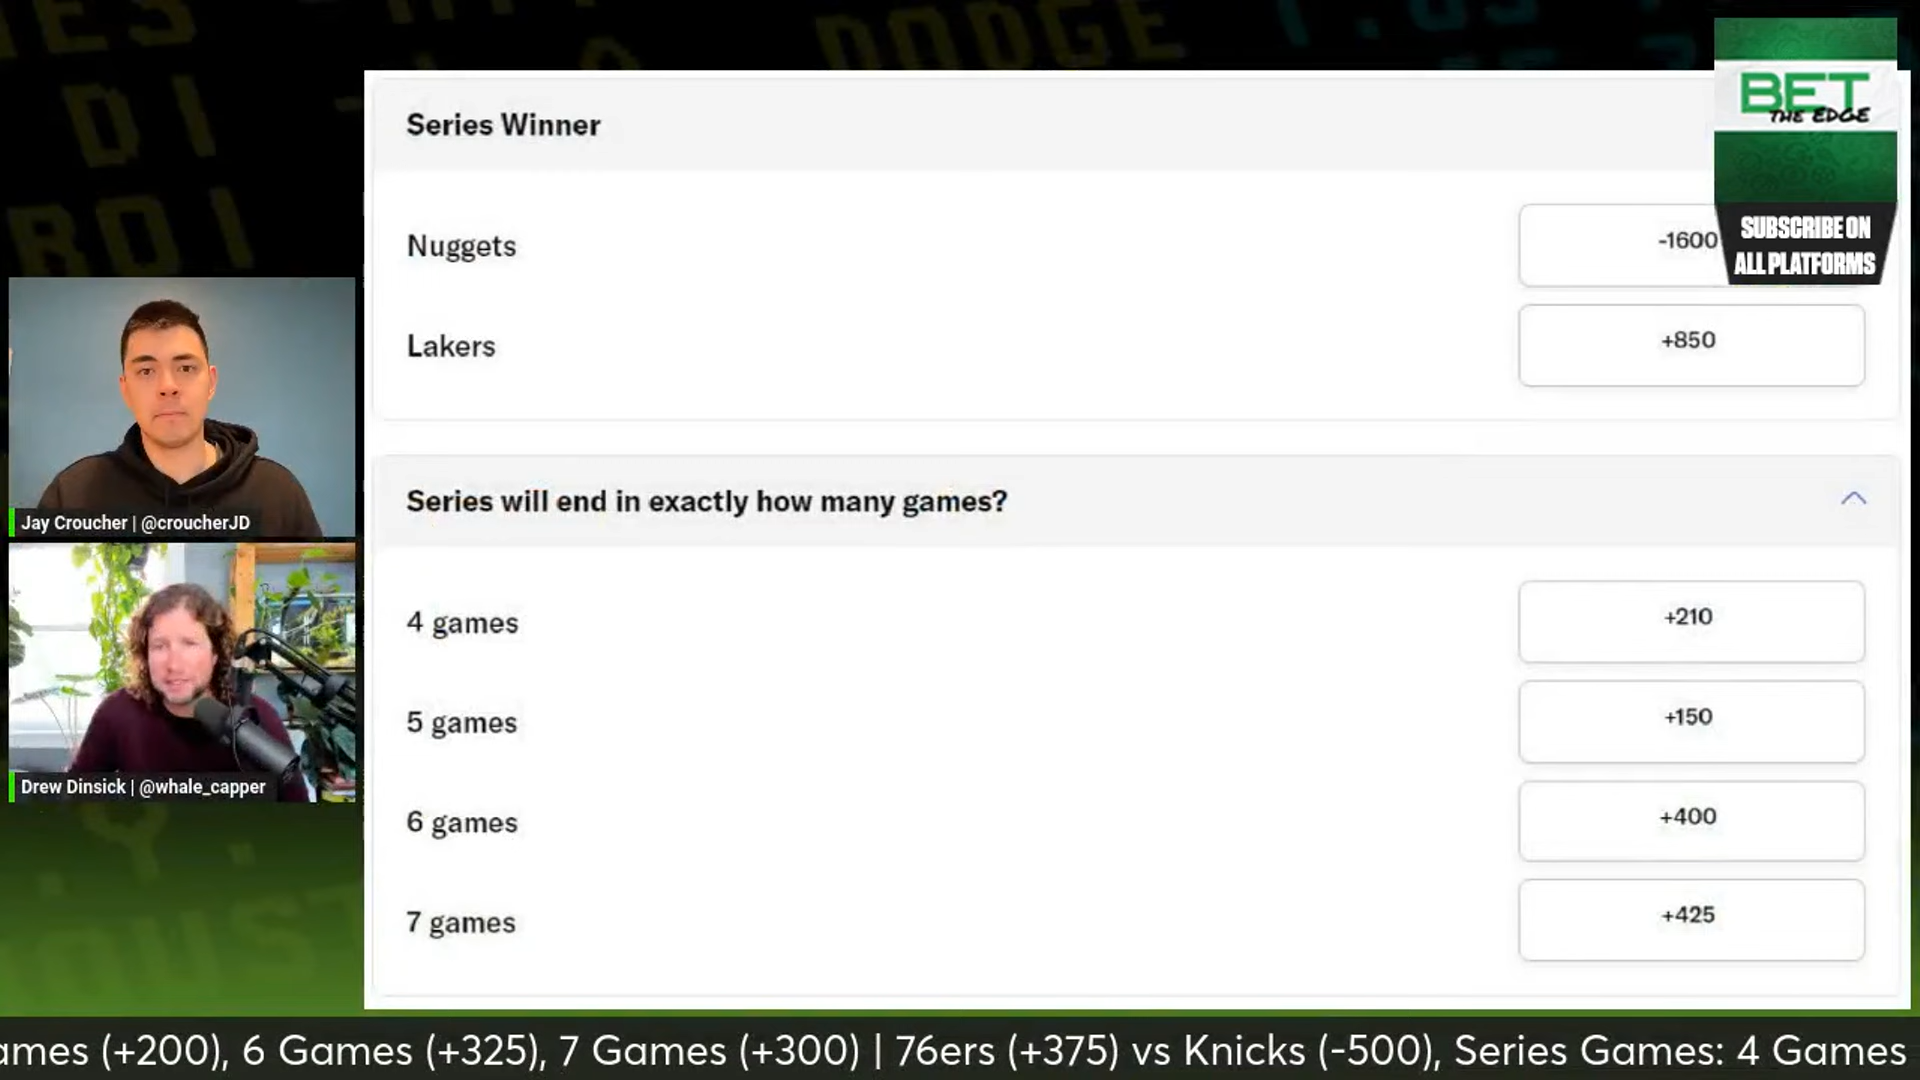 DODGE
BET
THE EDGE
SUBSCRIBE ON
ALL PLATFORMS
Series Winner
Nuggets
-1600
Lakers
+850
Series will end in exactly how many games?
4 games
+210
5 games
+150
6 games
+400
7 games
+425
Jay Croucher | @croucherJD
Drew Dinsick | @whale_capper
ames (+200), 6 Games (+325), 7 Games (+300) | 76ers (+375) vs Knicks (-500), Series Games: 4 Games